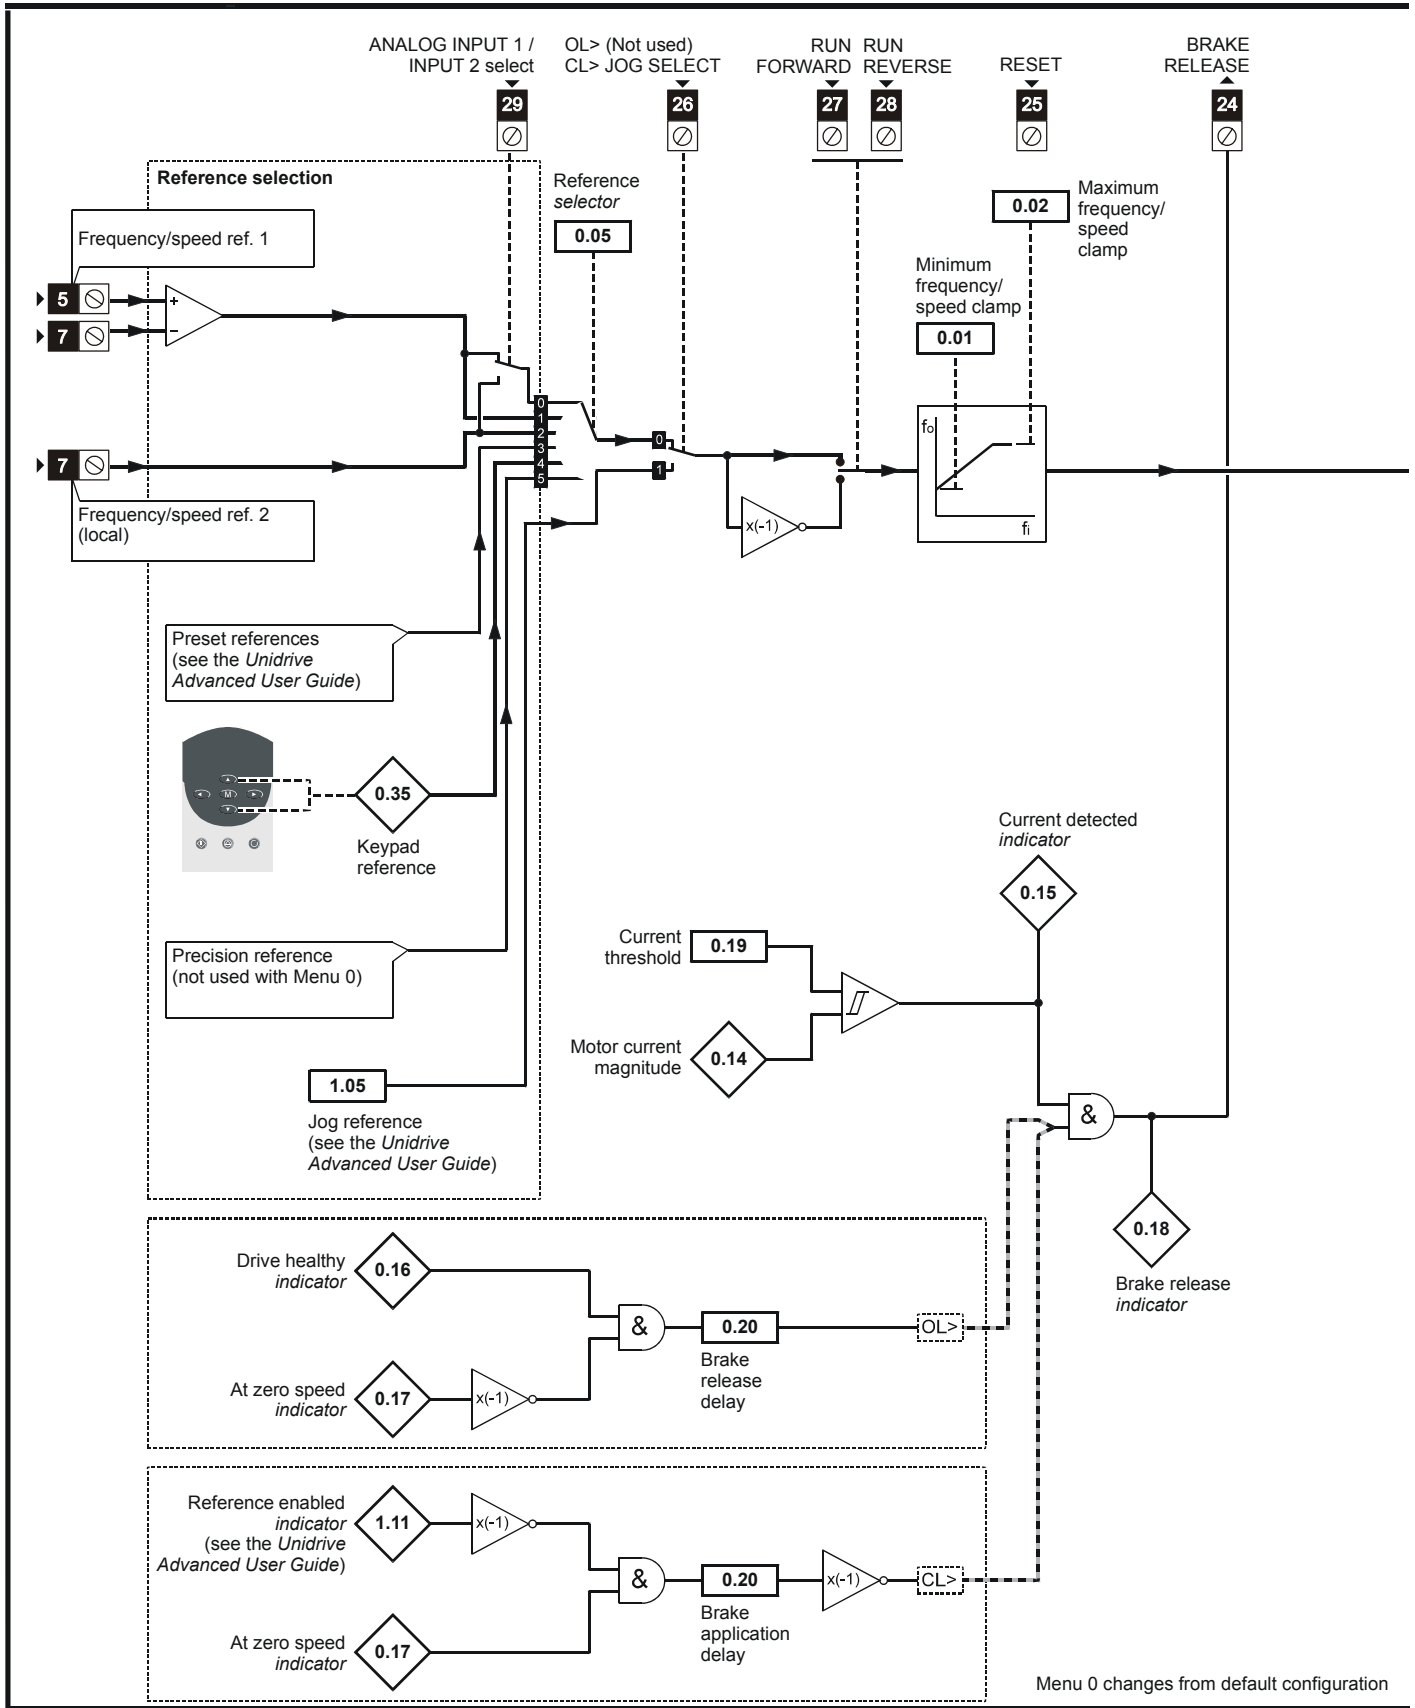 ANALOG INPUT 1 /
INPUT 2 select
29
OL> (Not used)
CL> JOG SELECT
26
RUN
FORWARD
27
RUN
REVERSE
28
RESET
25
BRAKE
RELEASE
24
Reference selection
Frequency/speed ref. 1
5
7
+
−
Reference
selector
0.05
Maximum
frequency/
speed
clamp
0.02
Minimum
frequency/
speed clamp
0.01
0
1
2
3
4
5
0
1
x(-1)
fo
fi
7
Frequency/speed ref. 2
(local)
Preset references
(see the Unidrive
Advanced User Guide)
M
0.35
Keypad
reference
Precision reference
(not used with Menu 0)
1.05
Jog reference
(see the Unidrive
Advanced User Guide)
Current detected
indicator
0.15
Current
threshold
0.19
Motor current
magnitude
0.14
&
0.18
Brake release
indicator
Drive healthy
indicator
0.16
At zero speed
indicator
0.17
x(-1)
&
0.20
Brake
release
delay
OL>
Reference enabled
indicator
(see the Unidrive
Advanced User Guide)
1.11
x(-1)
At zero speed
indicator
0.17
&
0.20
Brake
application
delay
x(-1)
CL>
Menu 0 changes from default configuration